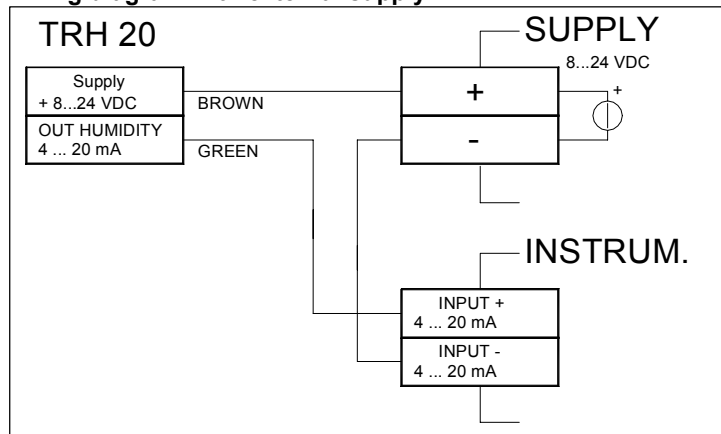 TRH 20
SUPPLY
8...24 VDC
Supply
+ 8...24 VDC
BROWN
+
+
OUT HUMIDITY
4 ... 20 mA
GREEN
-
INSTRUM.
INPUT +
4 ... 20 mA
INPUT -
4 ... 20 mA